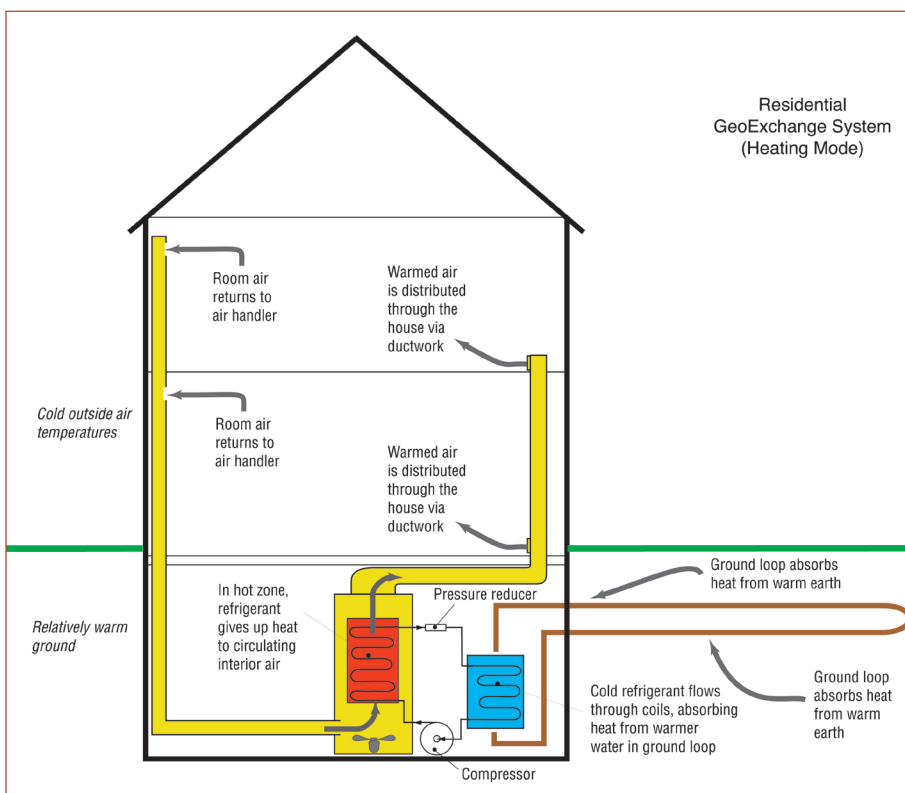 Residential
GeoExchange System
(Heating Mode)
Room air
returns to
air handler
Warmed air
is distributed
through the
house via
ductwork
Cold outside air
temperatures
Room air
returns to
air handler
Warmed air
is distributed
through the
house via
ductwork
Relatively warm
ground
In hot zone,
refrigerant
gives up heat
to circulating
interior air
Pressure reducer
Ground loop absorbs
heat from warm earth
Cold refrigerant flows
through coils, absorbing
heat from warmer
water in ground loop
Ground loop
absorbs heat
from warm
earth
Compressor